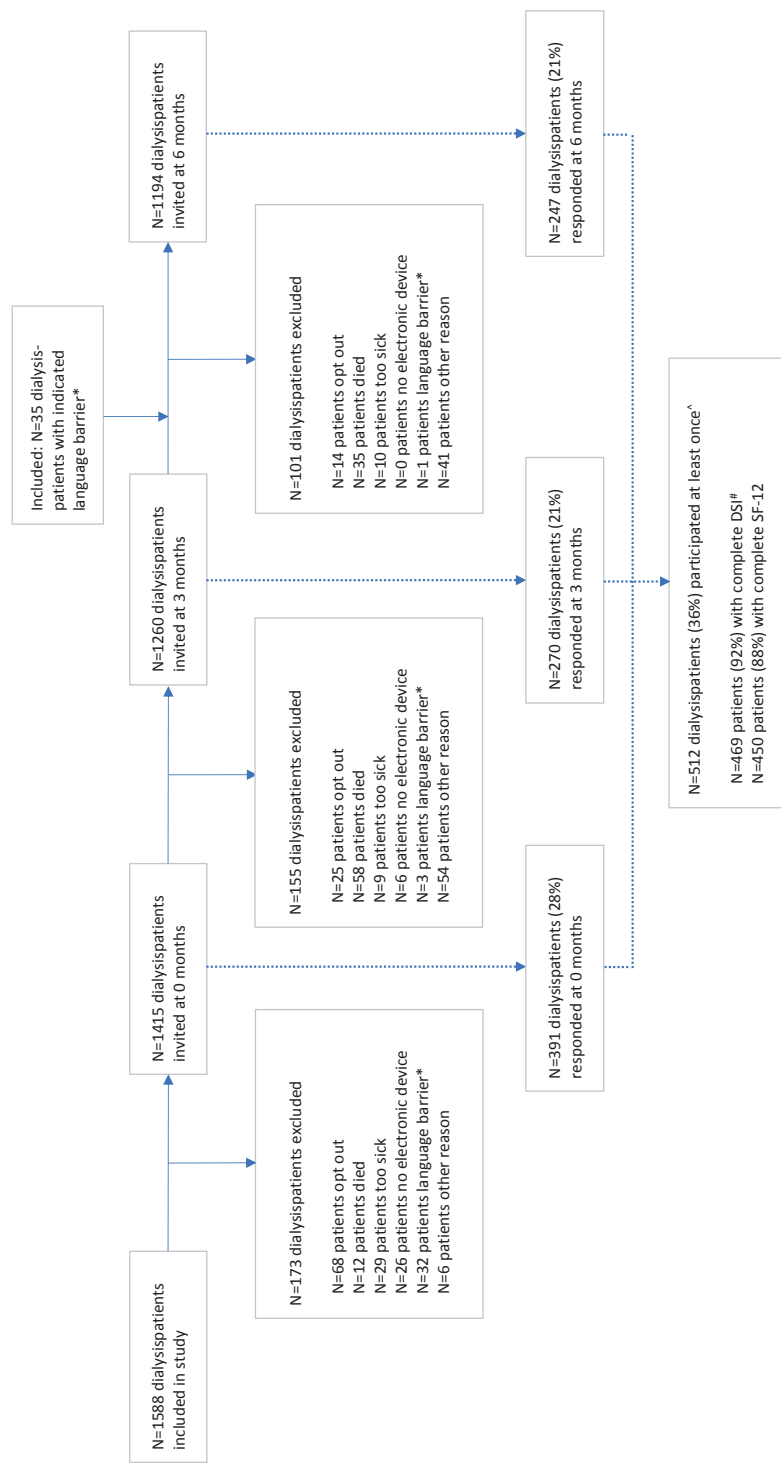 N=1588 dialysispatients
included in study
N=173 dialysispatients excluded
N=68 patients opt out
N=12 patients died
N=29 patients too sick
N=26 patients no electronic device
N=32 patients language barrier*
N=6 patients other reason
N=1415 dialysispatients
invited at 0 months
N=391 dialysispatients (28%)
responded at 0 months
N=155 dialysispatients excluded
N=25 patients opt out
N=58 patients died
N=9 patients too sick
N=6 patients no electronic device
N=3 patients language barrier*
N=54 patients other reason
N=1260 dialysispatients
invited at 3 months
N=270 dialysispatients (21%)
responded at 3 months
Included: N=35 dialysis-
patients with indicated
language barrier*
N=101 dialysispatients excluded
N=14 patients opt out
N=35 patients died
N=10 patients too sick
N=0 patients no electronic device
N=1 patients language barrier*
N=41 patients other reason
N=1194 dialysispatients
invited at 6 months
N=247 dialysispatients (21%)
responded at 6 months
N=512 dialysispatients (36%) participated at least once^
N=469 patients (92%) with complete DSI#
N=450 patients (88%) with complete SF-12